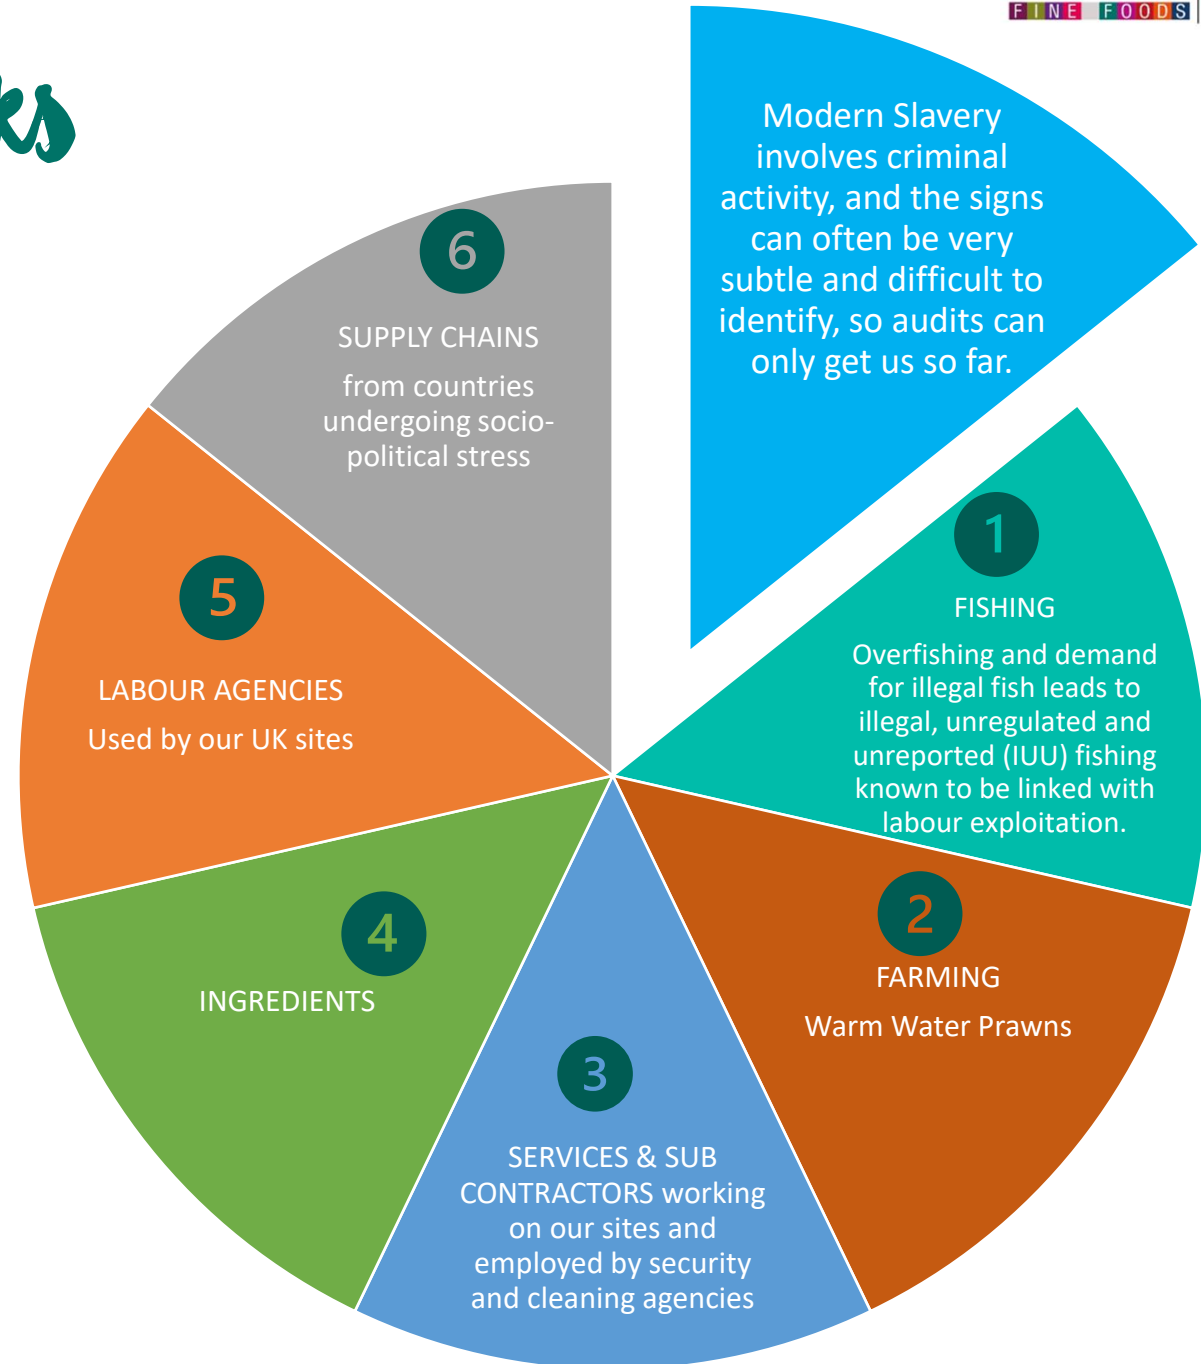 FINE FOODS
Modern Slavery
involves criminal
activity, and the signs
can often be very
subtle and difficult to
identify, so audits can
only get us so far.
1
FISHING
Overfishing and demand
for illegal fish leads to
illegal, unregulated and
unreported (IUU) fishing
known to be linked with
labour exploitation.
2
FARMING
Warm Water Prawns
3
SERVICES & SUB
CONTRACTORS working
on our sites and
employed by security
and cleaning agencies
4
INGREDIENTS
5
LABOUR AGENCIES
Used by our UK sites
6
SUPPLY CHAINS
from countries
undergoing socio-
political stress